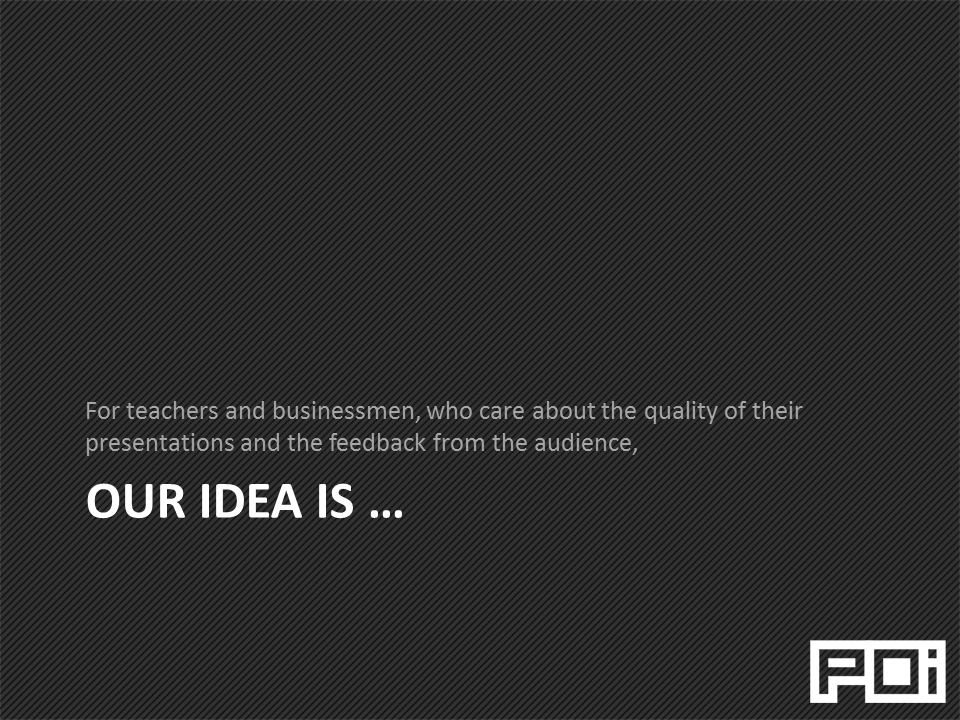 For teachers and businessmen, who care about the quality of their
presentations and the feedback from the audience,
OUR IDEA IS …
POi